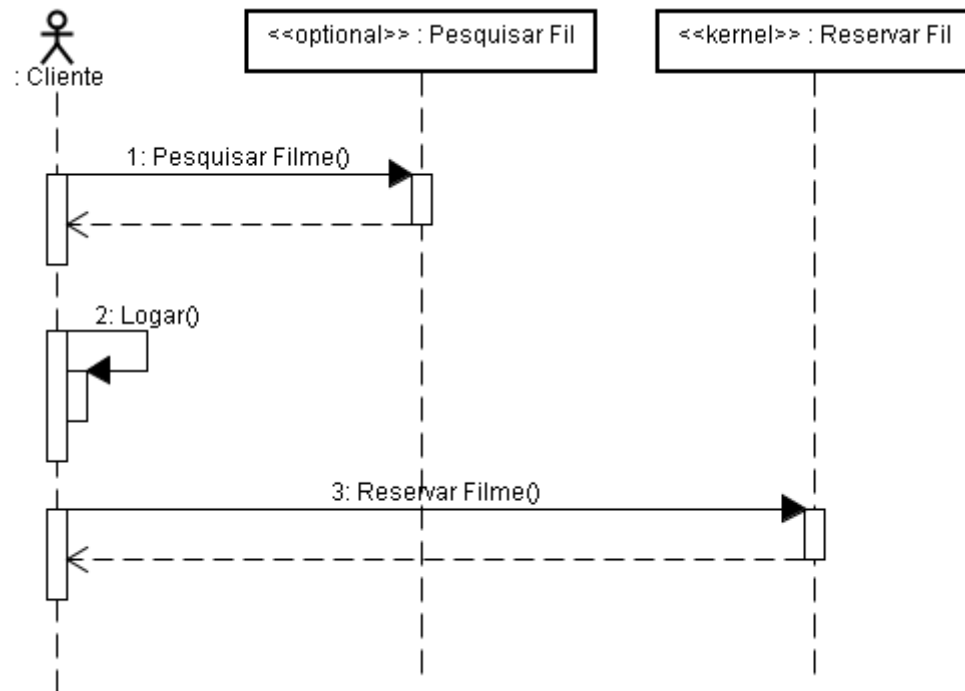 <<optional>> : Pesquisar Fil
<<kernel>> : Reservar Fil
: Cliente
1: Pesquisar Filme()
2: Logar()
3: Reservar Filme()